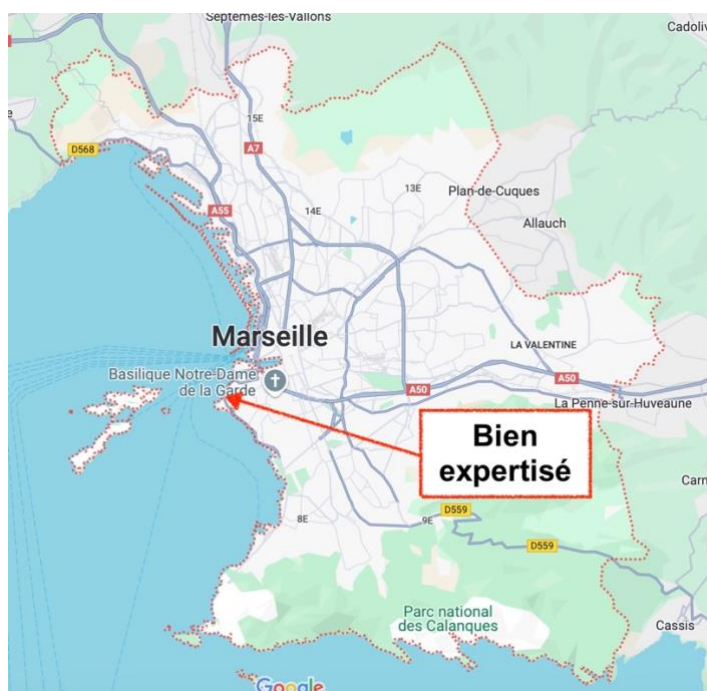 Septèmes-les-Vallons
Cadoliv
15E
D568
A7
13E
Plan-de-Cuques
A55
14E
Allauch
Marseille
LA VALENTINE
Basilique Notre-Dame
de la Garde
A50
A50
La Penne-sur-Huveaune
Bien
expertisé
Carn
D559
8E
9E
D559
Parc national
des Calanques
Cassis
Google